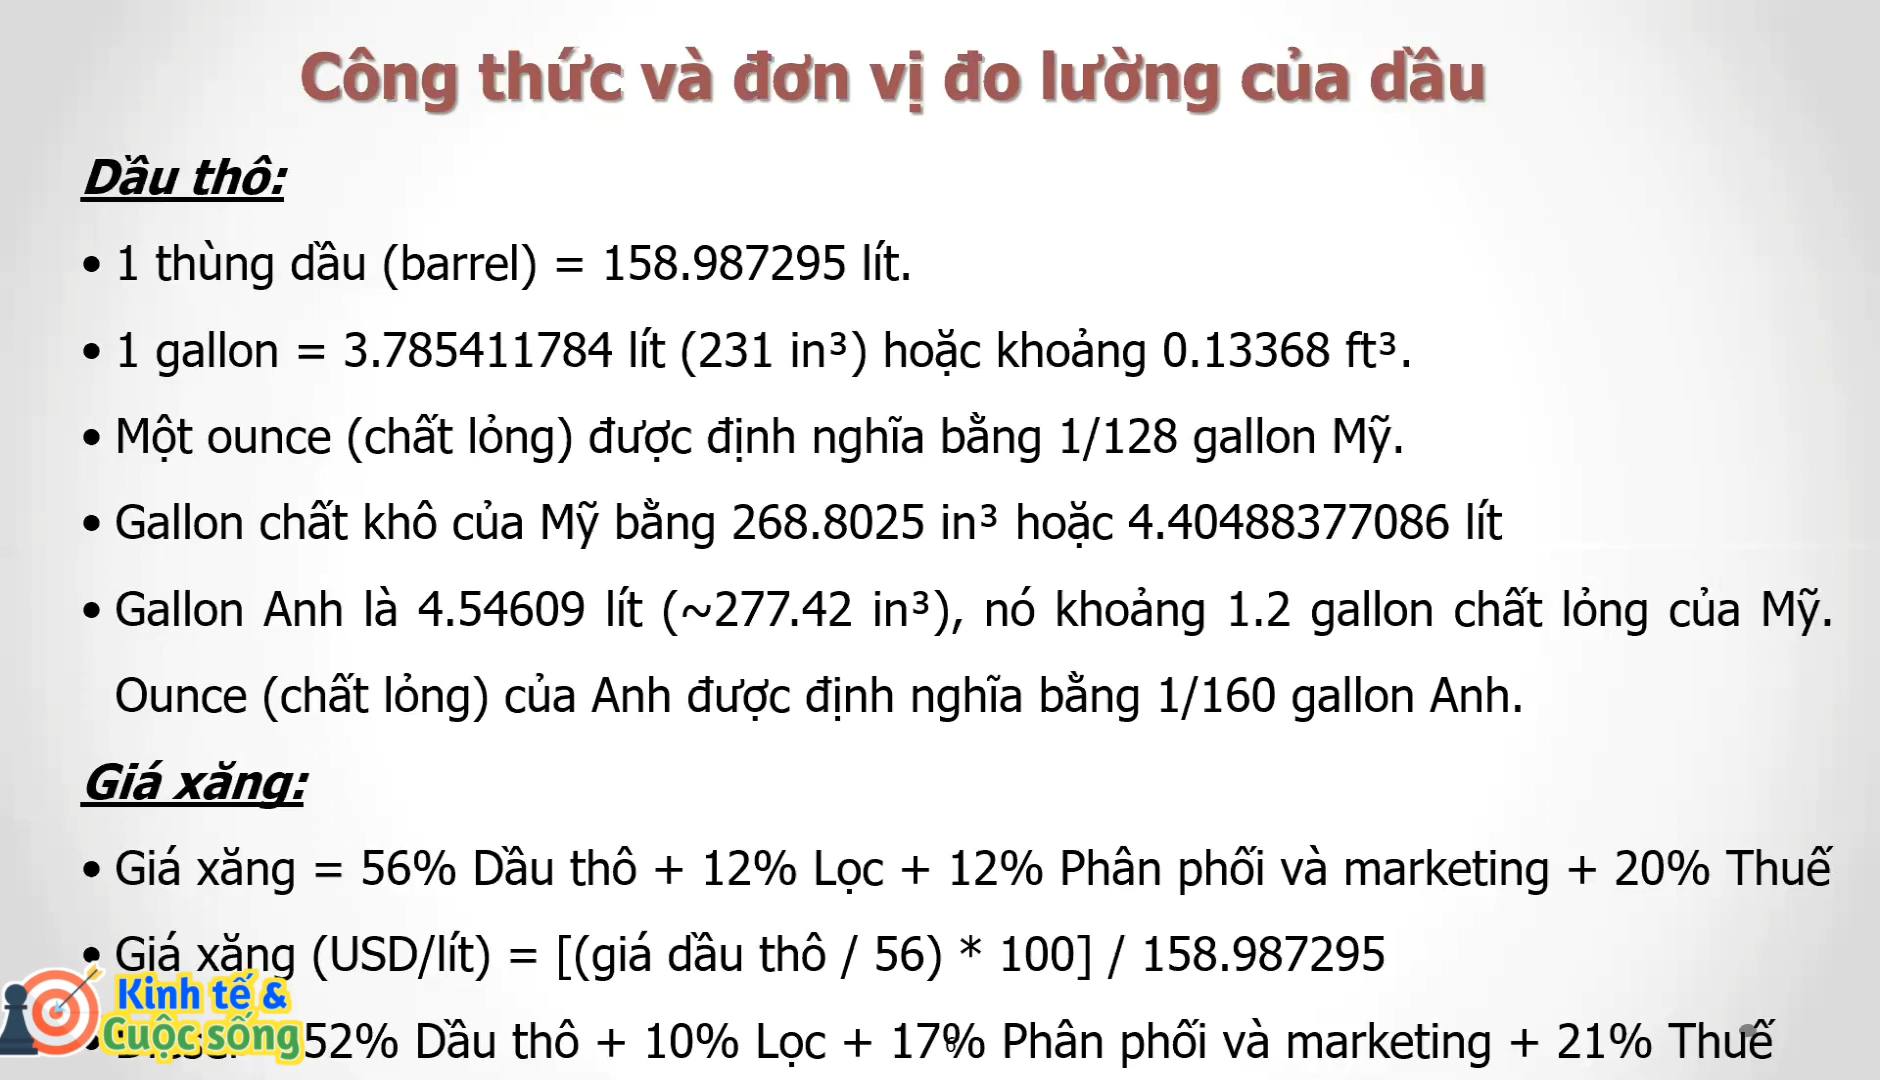 Công thức và đơn vị đo lường của dầu
Dầu thô:
• 1 thùng dầu (barrel) = 158.987295 lít.
• 1 gallon = 3.785411784 lít (231 in³) hoặc khoảng 0.13368 ft³.
• Một ounce (chất lỏng) được định nghĩa bằng 1/128 gallon Mỹ.
• Gallon chất khô của Mỹ bằng 268.8025 in³ hoặc 4.40488377086 lít
• Gallon Anh là 4.54609 lít (~277.42 in³), nó khoảng 1.2 gallon chất lỏng của Mỹ.
Ounce (chất lỏng) của Anh được định nghĩa bằng 1/160 gallon Anh.
Giá xăng:
• Giá xăng = 56% Dầu thô + 12% Lọc + 12% Phân phối và marketing + 20% Thuế
• Giá xăng (USD/lít) = [(giá dầu thô / 56) * 100] / 158.987295
Kinh tế &
Cuộc sống
52% Dầu thô + 10% Lọc + 17% Phân phối và marketing + 21% Thuế